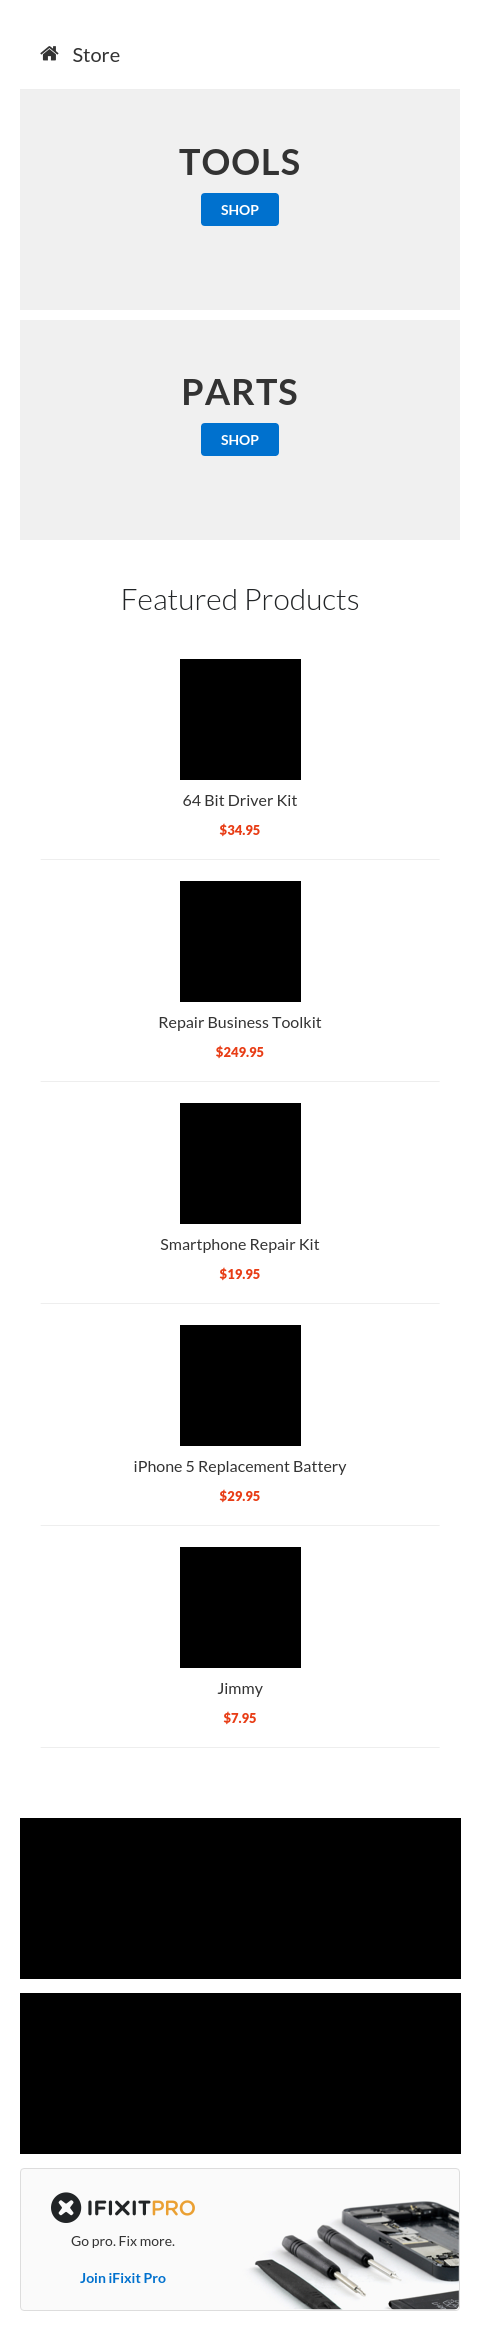 Store
TOOLS
SHOP
PARTS
SHOP
Featured Products
64 Bit Driver Kit
$34.95
Repair Business Toolkit
$249.95
Smartphone Repair Kit
$19.95
iPhone 5 Replacement Battery
$29.95
Jimmy
$7.95
IFIXITPRO
Go pro. Fix more.
Join iFixit Pro